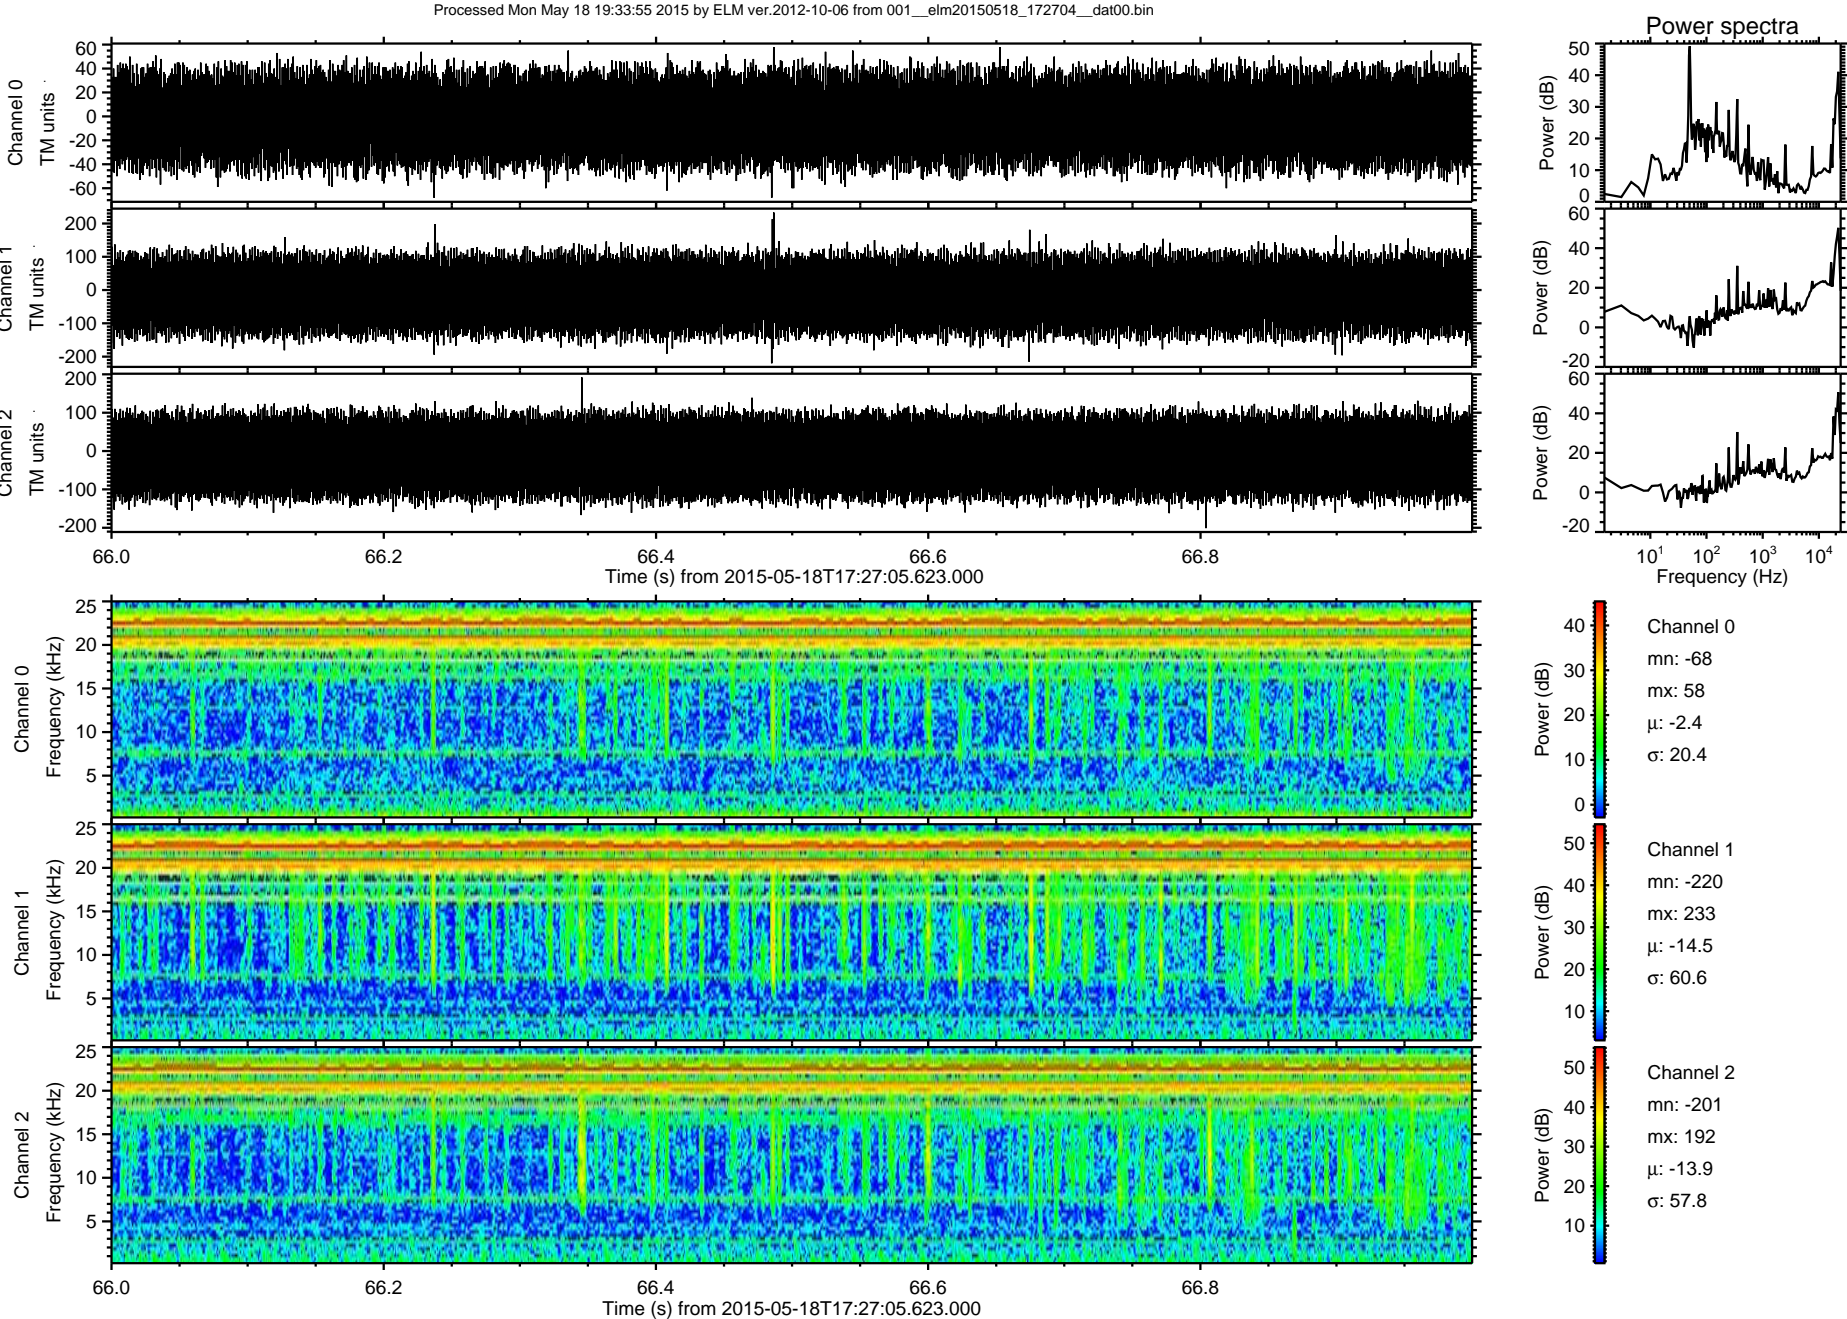 Processed Mon May 18 19:33:55 2015 by ELM ver.2012-10-06 from 001__elm20150518_172704__dat00.bin
Power spectra
Channel 0
TM units
60
40
20
0
-20
-40
-60
Power (dB)
50
40
30
20
10
0
Channel 1
TM units
200
100
0
-100
-200
Power (dB)
60
40
20
0
-20
Channel 2
TM units
200
100
0
-100
-200
Power (dB)
60
40
20
0
-20
66.0 66.2 66.4 66.6 66.8
Time (s) from 2015-05-18T17:27:05.623.000
10¹ 10² 10³ 10⁴
Frequency (Hz)
Channel 0
Frequency (kHz)
25
20
15
10
5
Power (dB)
40
30
20
10
0
Channel 0
mn: -68
mx: 58
μ: -2.4
σ: 20.4
Channel 1
Frequency (kHz)
25
20
15
10
5
Power (dB)
50
40
30
20
10
Channel 1
mn: -220
mx: 233
μ: -14.5
σ: 60.6
Channel 2
Frequency (kHz)
25
20
15
10
5
Power (dB)
50
40
30
20
10
Channel 2
mn: -201
mx: 192
μ: -13.9
σ: 57.8
66.0 66.2 66.4 66.6 66.8
Time (s) from 2015-05-18T17:27:05.623.000